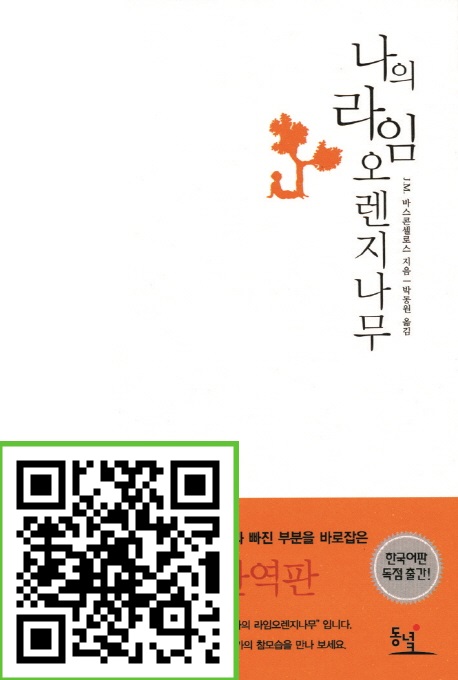 나의
라임
오렌지나무
J.M. 바스콘셀로스 지음 ㅡ 박동원 옮김
빠진 부분을 바로잡은
역판
라임오렌지나무" 입니다.
참모습을 만나 보세요.
한국어판
독점 출간!
동녘